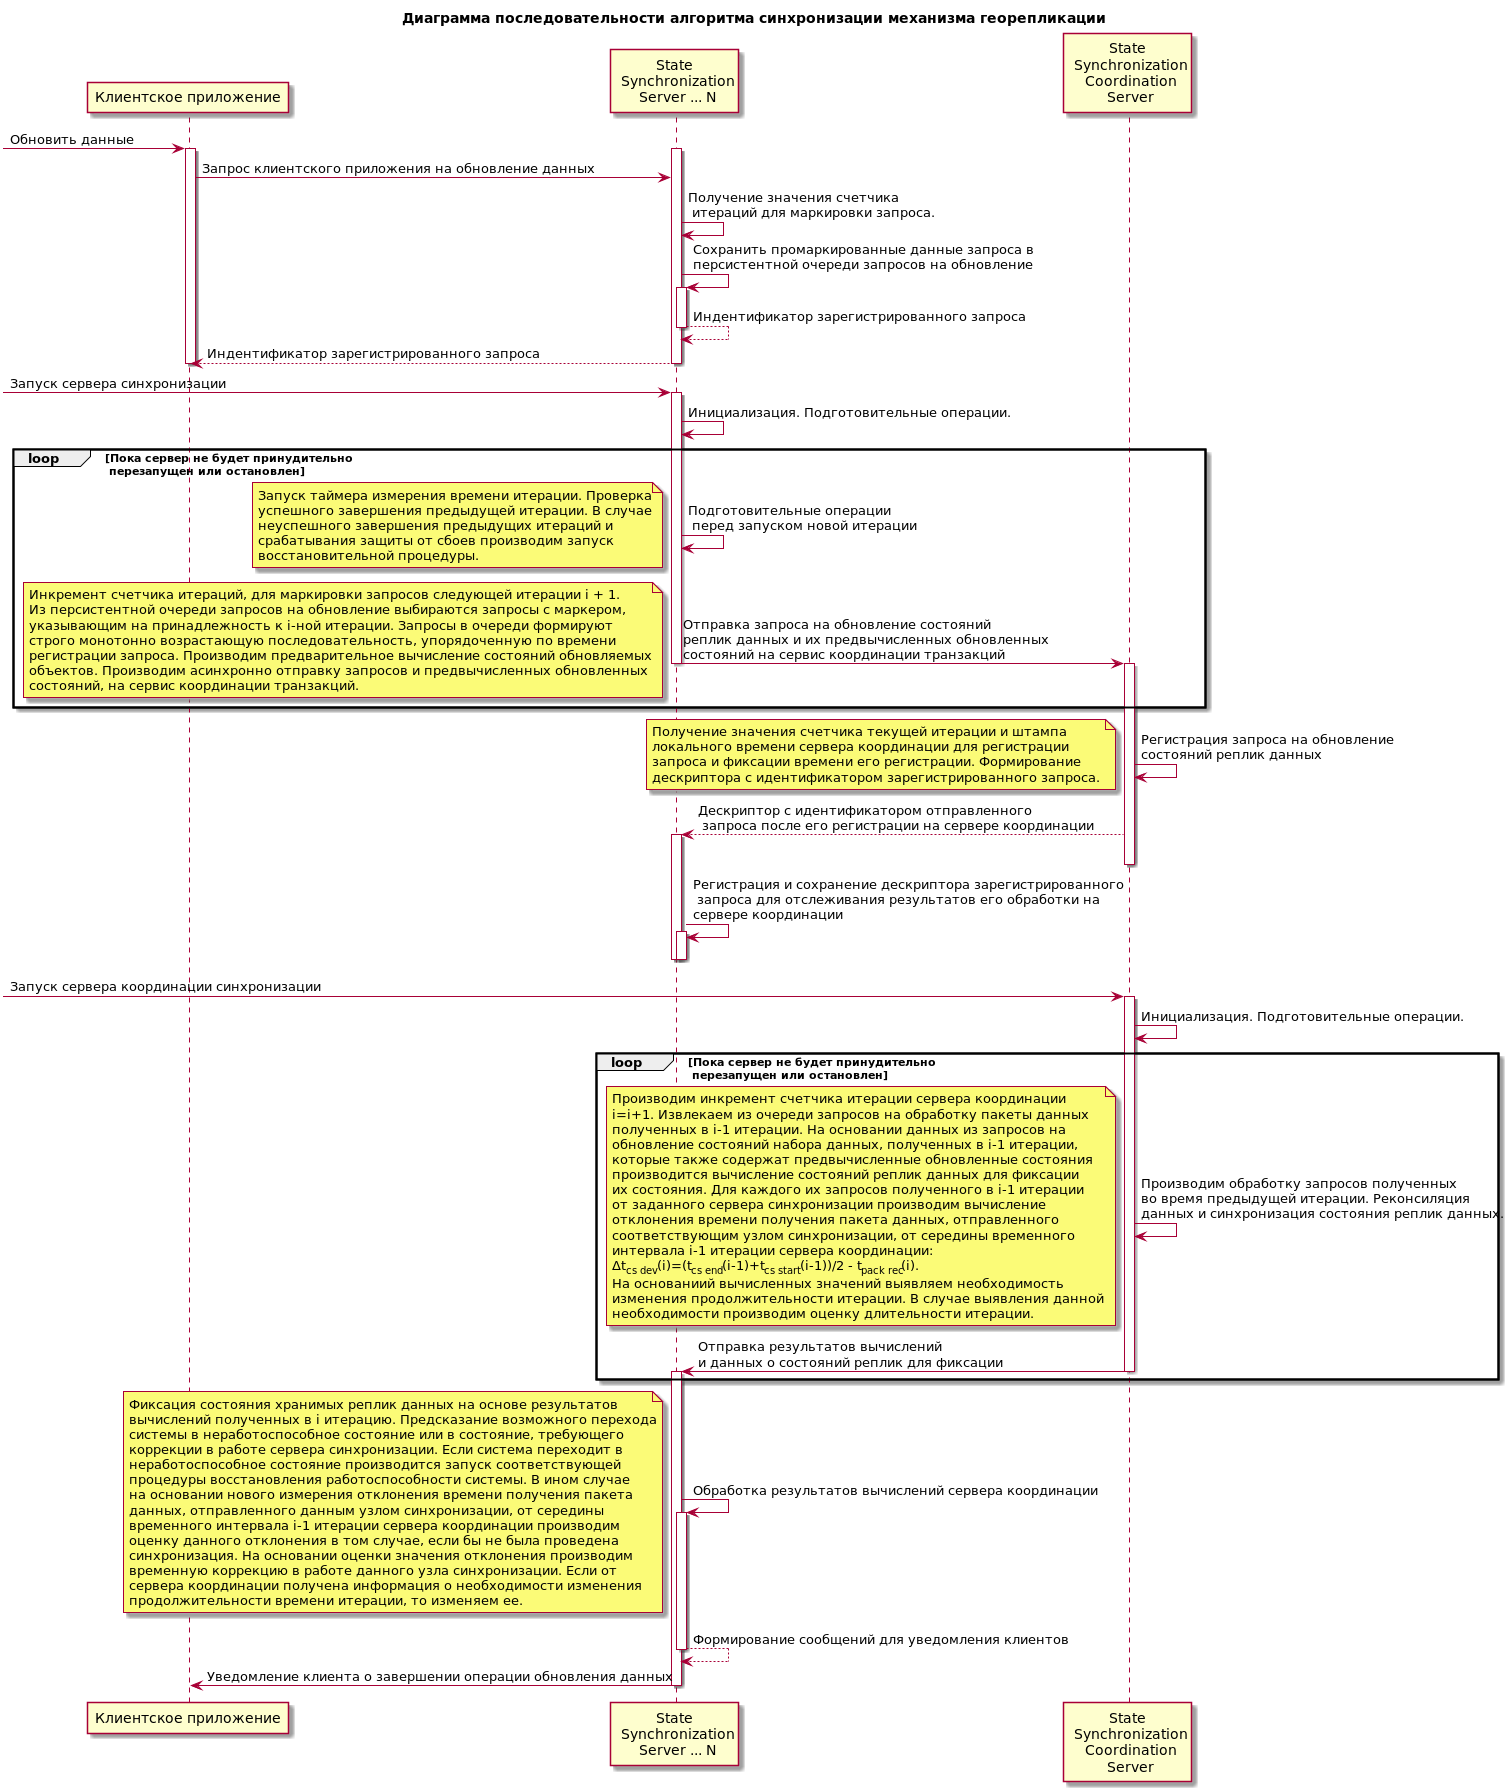 Диаграмма последовательности алгоритма синхронизации механизма георепликации
Клиентское приложение
State
Synchronization
Server ... N
State
Synchronization
Coordination
Server
Обновить данные
Запрос клиентского приложения на обновление данных
Получение значения счетчика
итераций для маркировки запроса.
Сохранить промаркированные данные запроса в
персистентной очереди запросов на обновление
Индентификатор зарегистрированного запроса
Индентификатор зарегистрированного запроса
Запуск сервера синхронизации
Инициализация. Подготовительные операции.
loop
[Пока сервер не будет принудительно
перезапущен или остановлен]
Запуск таймера измерения времени итерации. Проверка
успешного завершения предыдущей итерации. В случае
неуспешного завершения предыдущих итераций и
срабатывания защиты от сбоев производим запуск
восстановительной процедуры.
Подготовительные операции
перед запуском новой итерации
Инкремент счетчика итераций, для маркировки запросов следующей итерации i + 1.
Из персистентной очереди запросов на обновление выбираются запросы с маркером,
указывающим на принадлежность к i-ной итерации. Запросы в очереди формируют
строго монотонно возрастающую последовательность, упорядоченную по времени
регистрации запроса. Производим предварительное вычисление состояний обновляемых
объектов. Производим асинхронно отправку запросов и предвычисленных обновленных
состояний, на сервис координации транзакций.
Отправка запроса на обновление состояний
реплик данных и их предвычисленных обновленных
состояний на сервис координации транзакций
Получение значения счетчика текущей итерации и штампа
локального времени сервера координации для регистрации
запроса и фиксации времени его регистрации. Формирование
дескриптора с идентификатором зарегистрированного запроса.
Регистрация запроса на обновление
состояний реплик данных
Дескриптор с идентификатором отправленного
запроса после его регистрации на сервере координации
Регистрация и сохранение дескриптора зарегистрированного
запроса для отслеживания результатов его обработки на
сервере координации
Запуск сервера координации синхронизации
Инициализация. Подготовительные операции.
loop
[Пока сервер не будет принудительно
перезапущен или остановлен]
Производим инкремент счетчика итерации сервера координации
i=i+1. Извлекаем из очереди запросов на обработку пакеты данных
полученных в i-1 итерации. На основании данных из запросов на
обновление состояний набора данных, полученных в i-1 итерации,
которые также содержат предвычисленные обновленные состояния
производится вычисление состояний реплик данных для фиксации
их состояния. Для каждого их запросов полученного в i-1 итерации
от заданного сервера синхронизации производим вычисление
отклонения времени получения пакета данных, отправленного
соответствующим узлом синхронизации, от середины временного
интервала i-1 итерации сервера координации:
Δtcs dev(i)=(tcs end(i-1)+tcs start(i-1))/2 - tpack rec(i).
На основаниий вычисленных значений выявляем необходимость
изменения продолжительности итерации. В случае выявления данной
необходимости производим оценку длительности итерации.
Производим обработку запросов полученных
во время предыдущей итерации. Реконсиляция
данных и синхронизация состояния реплик данных.
Отправка результатов вычислений
и данных о состояний реплик для фиксации
Фиксация состояния хранимых реплик данных на основе результатов
вычислений полученных в i итерацию. Предсказание возможного перехода
системы в неработоспособное состояние или в состояние, требующего
коррекции в работе сервера синхронизации. Если система переходит в
неработоспособное состояние производится запуск соответствующей
процедуры восстановления работоспособности системы. В ином случае
на основании нового измерения отклонения времени получения пакета
данных, отправленного данным узлом синхронизации, от середины
временного интервала i-1 итерации сервера координации производим
оценку данного отклонения в том случае, если бы не была проведена
синхронизация. На основании оценки значения отклонения производим
временную коррекцию в работе данного узла синхронизации. Если от
сервера координации получена информация о необходимости изменения
продолжительности времени итерации, то изменяем ее.
Обработка результатов вычислений сервера координации
Формирование сообщений для уведомления клиентов
Уведомление клиента о завершении операции обновления данных
Клиентское приложение
State
Synchronization
Server ... N
State
Synchronization
Coordination
Server